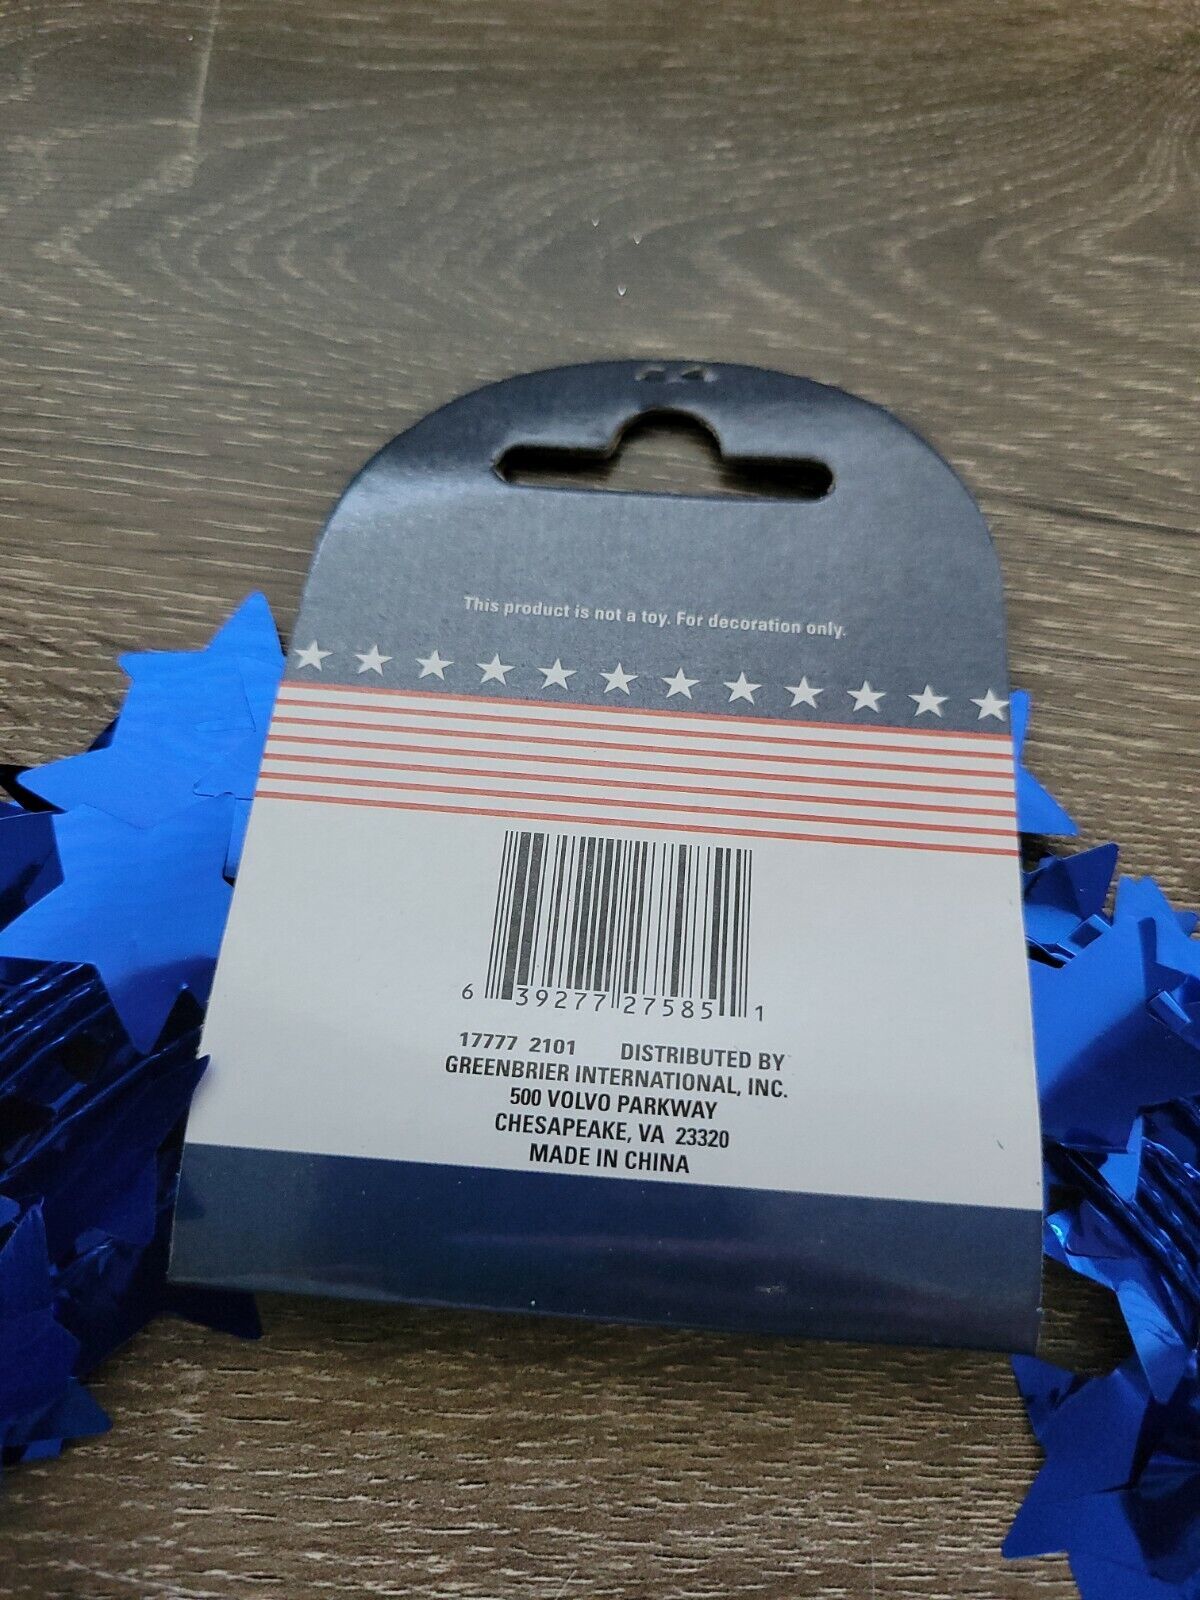 This product is not a toy. For decoration only.
6 39277 27585 1
17777 2101 DISTRIBUTED BY
GREENBRIER INTERNATIONAL, INC.
500 VOLVO PARKWAY
CHESAPEAKE, VA 23320
MADE IN CHINA